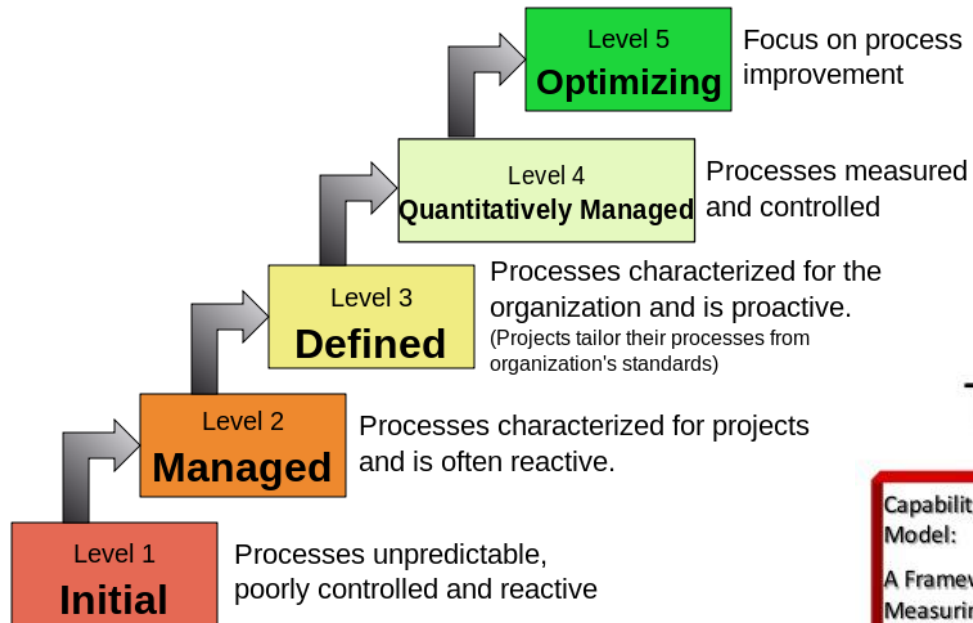 Level 5
Optimizing
Focus on process
improvement
Level 4
Quantitatively Managed
Processes measured
and controlled
Level 3
Defined
Processes characterized for the
organization and is proactive.
(Projects tailor their processes from
organization's standards)
Level 2
Managed
Processes characterized for projects
and is often reactive.
Level 1
Initial
Processes unpredictable,
poorly controlled and reactive
Model:
A